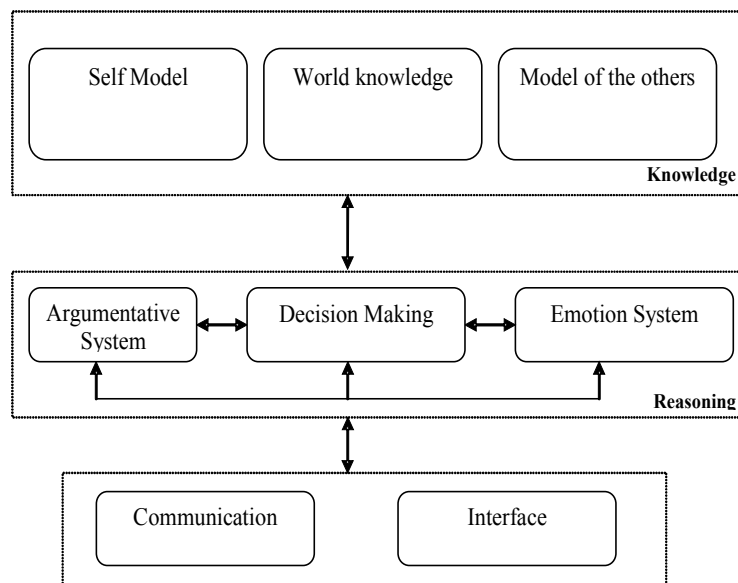 Self Model
World knowledge
Model of the others
Knowledge
Argumentative
System
Decision Making
Emotion System
Reasoning
Communication
Interface